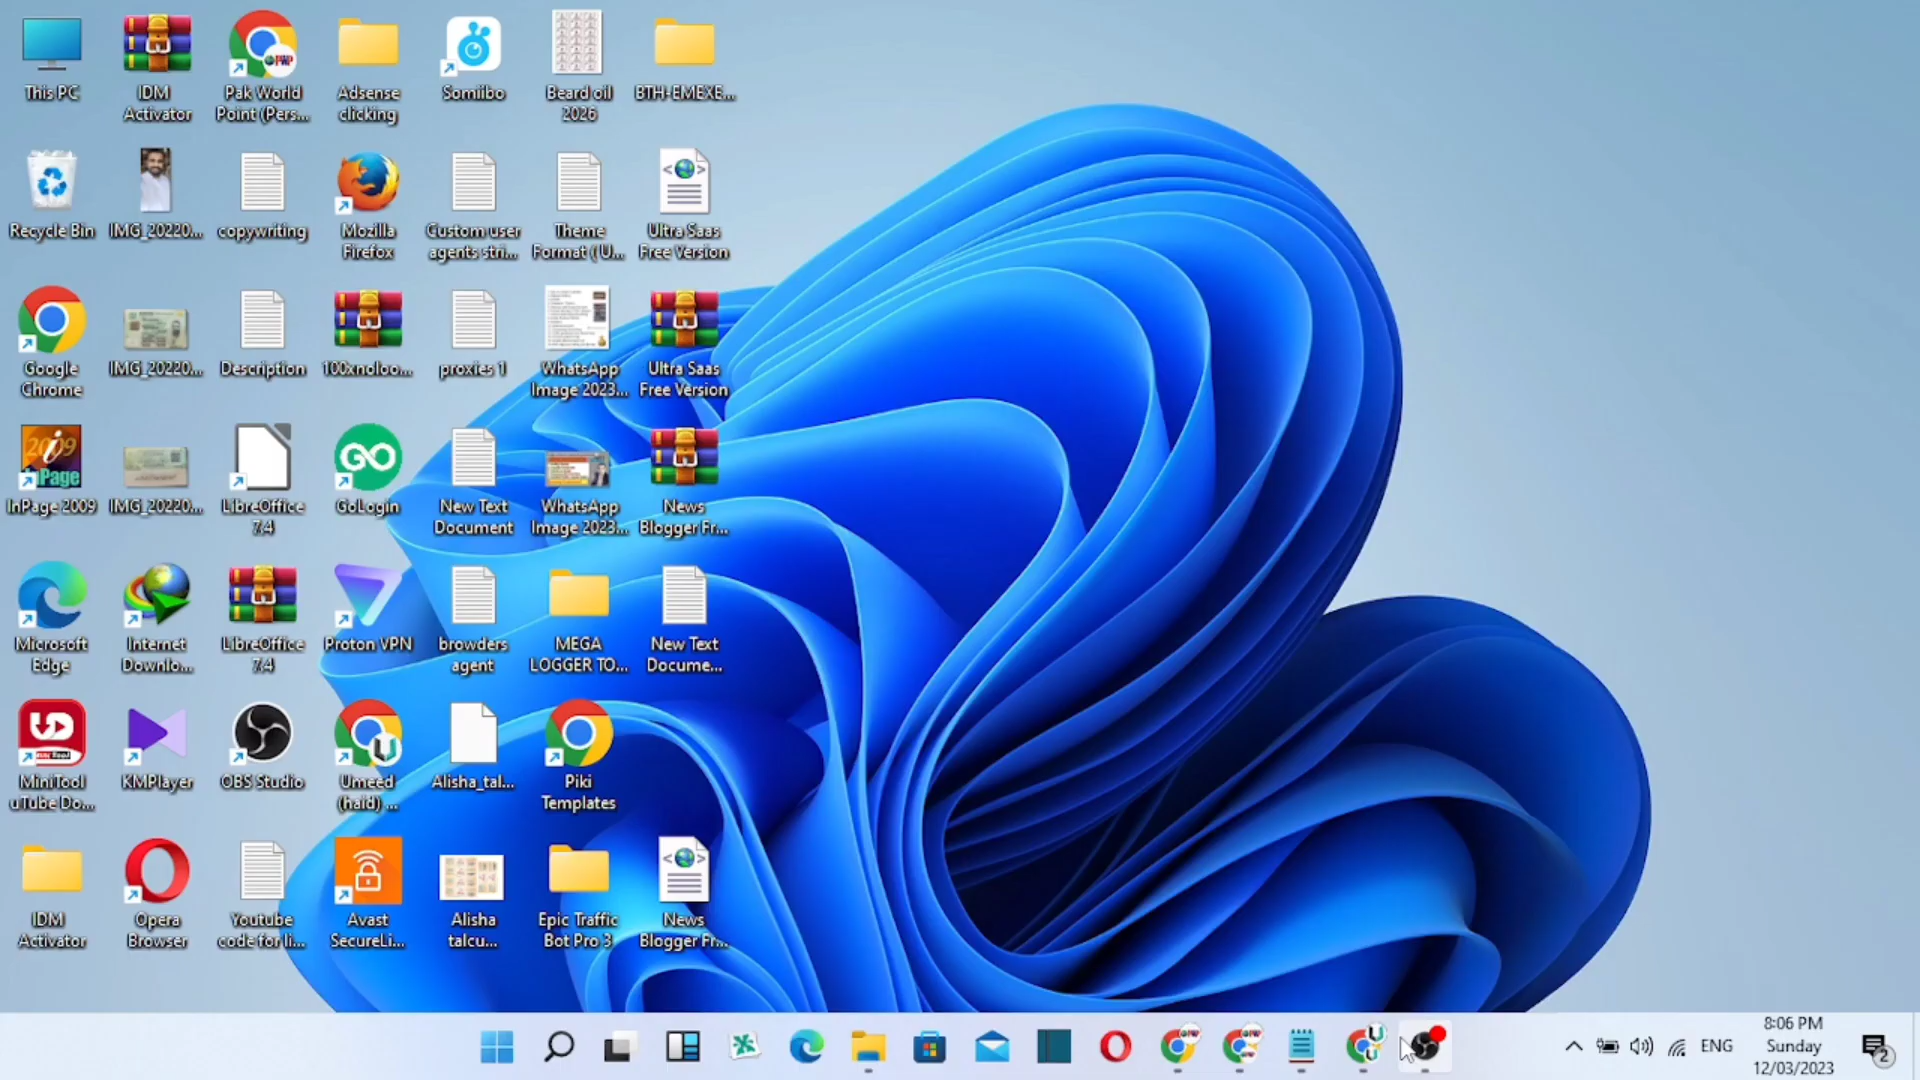 This PC
IDM
Activator
Pak World
Point (Pers...
Adsense
clicking
Somiibo
Beard oil
2026
BTH-EMEXE...
Recycle Bin
IMG_20220...
copywriting
Mozilla
Firefox
Custom user
agents stri...
Theme
Format ( U...
Ultra Saas
Free Version
Google
Chrome
IMG_20220...
Description
100xndloo...
proxies 1
WhatsApp
Image 2023...
Ultra Saas
Free Version
2009
inPage
InPage 2009
IMG_20220...
LibreOffice
7.4
GoLogin
New Text
Document
WhatsApp
Image 2023...
News
Blogger Fr...
Microsoft
Edge
Internet
Downlo...
LibreOffice
7.4
Proton VPN
browders
agent
MEGA
LOGGER TO...
New Text
Docume...
MiniTool
uTube Do...
KMPlayer
OBS Studio
Umeed
(haid) ...
Alisha_tal...
Piki
Templates
IDM
Activator
Opera
Browser
Youtube
code for li...
Avast
SecureLi...
Alisha
talcu...
Epic Traffic
Bot Pro 3
News
Blogger Fr...
ENG
8:06 PM
Sunday
12/03/2023
2